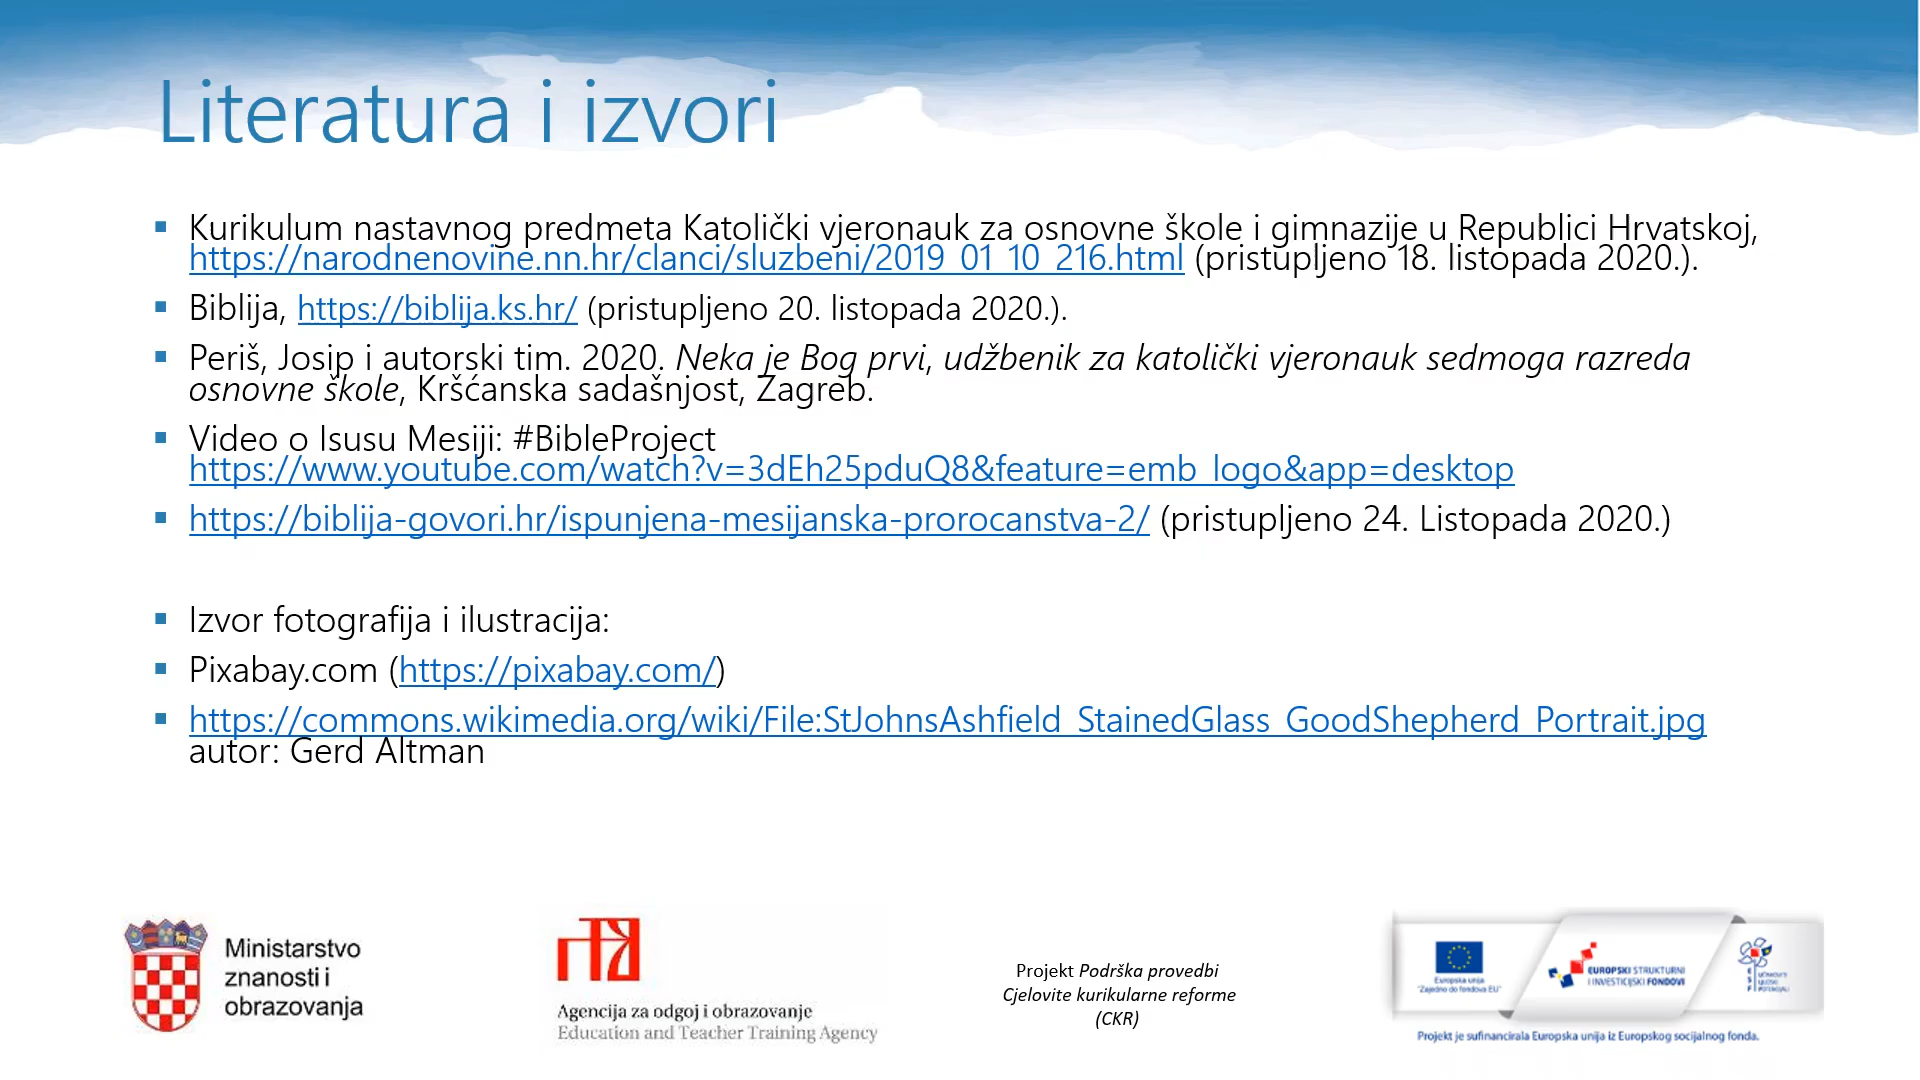 Literatura i izvori
Kurikulum nastavnog predmeta Katolički vjeronauk za osnovne škole i gimnazije u Republici Hrvatskoj,
https://narodnenovine.nn.hr/clanci/sluzbeni/2019_01_10_216.html (pristupljeno 18. listopada 2020.).
Biblija, https://biblija.ks.hr/ (pristupljeno 20. listopada 2020.).
Periš, Josip i autorski tim. 2020. Neka je Bog prvi, udžbenik za katolički vjeronauk sedmoga razreda
osnovne škole, Kršćanska sadašnjost, Zagreb.
Video o Isusu Mesiji: #BibleProject
https://www.youtube.com/watch?v=3dEh25pduQ8&feature=emb_logo&app=desktop
https://biblija-govori.hr/ispunjena-mesijanska-prorocanstva-2/ (pristupljeno 24. Listopada 2020.)
Izvor fotografija i ilustracija:
Pixabay.com (https://pixabay.com/)
https://commons.wikimedia.org/wiki/File:StJohnsAshfield_StainedGlass_GoodShepherd_Portrait.jpg
autor: Gerd Altman
Ministarstvo
znanosti i
obrazovanja
Agencija za odgoj i obrazovanje
Education and Teacher Training Agency
Projekt Podrška provedbi
Cjelovite kurikularne reforme
(CKR)
Europska unija
"Zajedno do fondova EU"
EUROPSKI STRUKTURNI
I INVESTICIJSKI FONDOVI
Projekt je sufinancirala Europska unija iz Europskog socijalnog fonda.